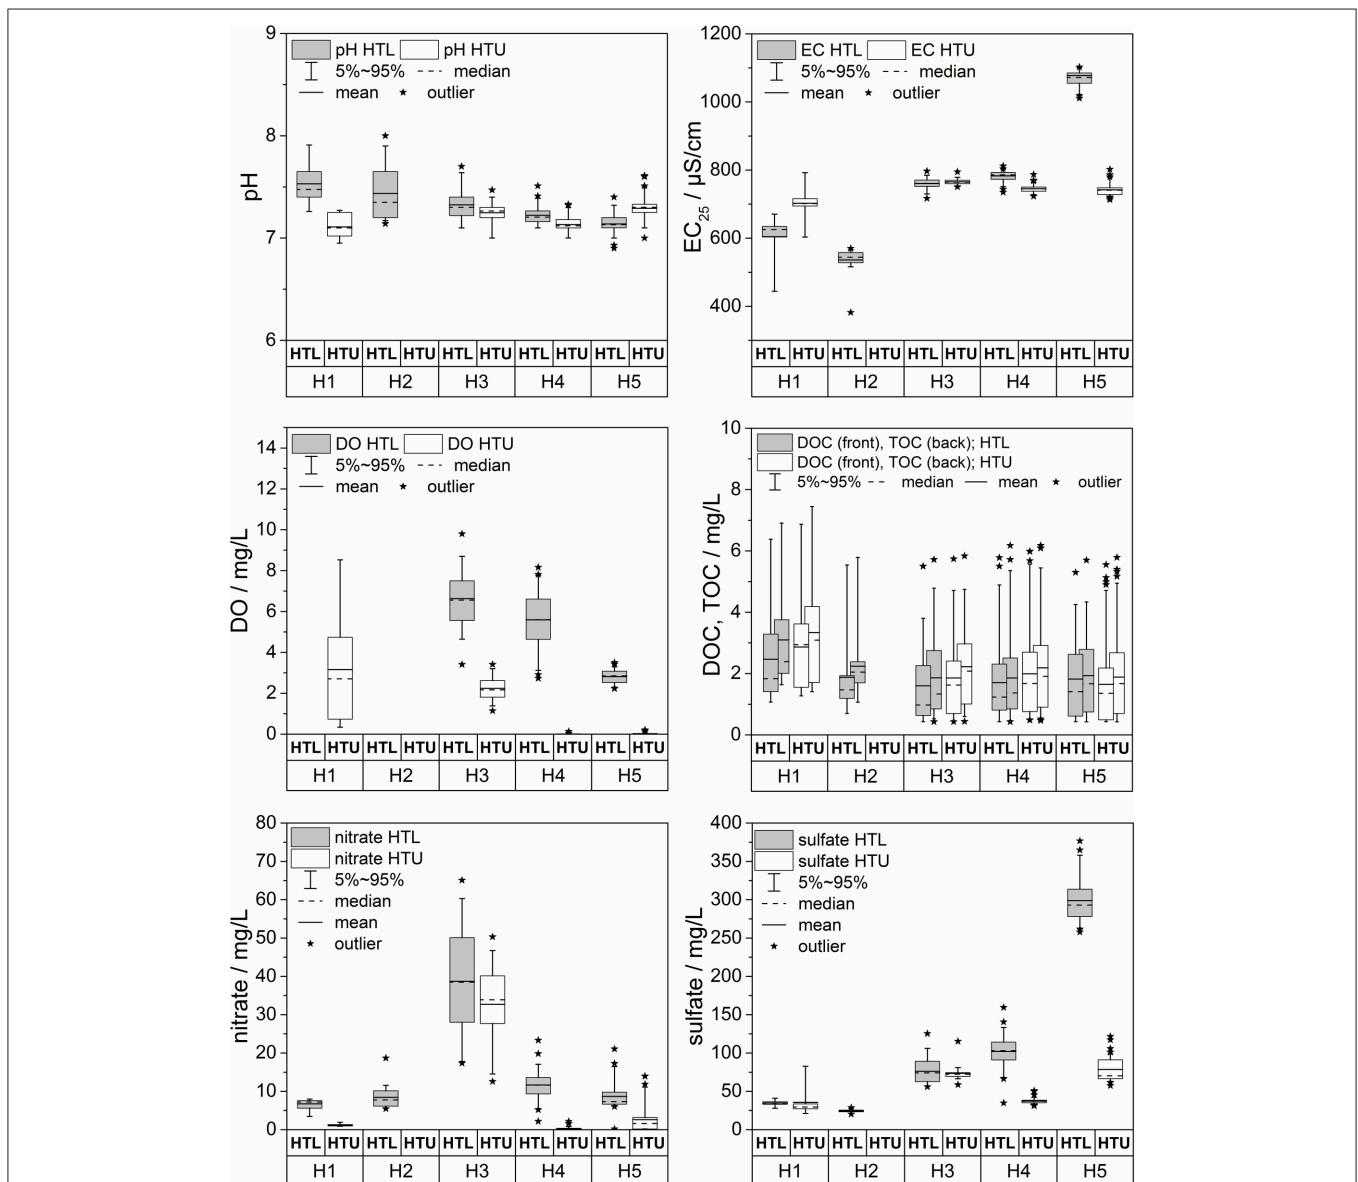 pH HTL pH HTU
5%~95% median
mean ★ outlier
9
8
7
6
pH
HTL HTU HTL HTU HTL HTU HTL HTU HTL HTU
H1 H2 H3 H4 H5
EC HTL EC HTU
5%~95% median
mean ★ outlier
1200
1000
800
600
400
EC25 / µS/cm
HTL HTU HTL HTU HTL HTU HTL HTU HTL HTU
H1 H2 H3 H4 H5
DO HTL DO HTU
5%~95% median
mean ★ outlier
14
12
10
8
6
4
2
0
DO / mg/L
HTL HTU HTL HTU HTL HTU HTL HTU HTL HTU
H1 H2 H3 H4 H5
DOC (front), TOC (back); HTL
DOC (front), TOC (back); HTU
5%~95% median mean ★ outlier
10
8
6
4
2
0
DOC, TOC / mg/L
HTL HTU HTL HTU HTL HTU HTL HTU HTL HTU
H1 H2 H3 H4 H5
nitrate HTL
nitrate HTU
5%~95%
median
mean
★ outlier
80
70
60
50
40
30
20
10
0
nitrate / mg/L
HTL HTU HTL HTU HTL HTU HTL HTU HTL HTU
H1 H2 H3 H4 H5
sulfate HTL
sulfate HTU
5%~95%
median
mean
★ outlier
400
350
300
250
200
150
100
50
0
sulfate / mg/L
HTL HTU HTL HTU HTL HTU HTL HTU HTL HTU
H1 H2 H3 H4 H5